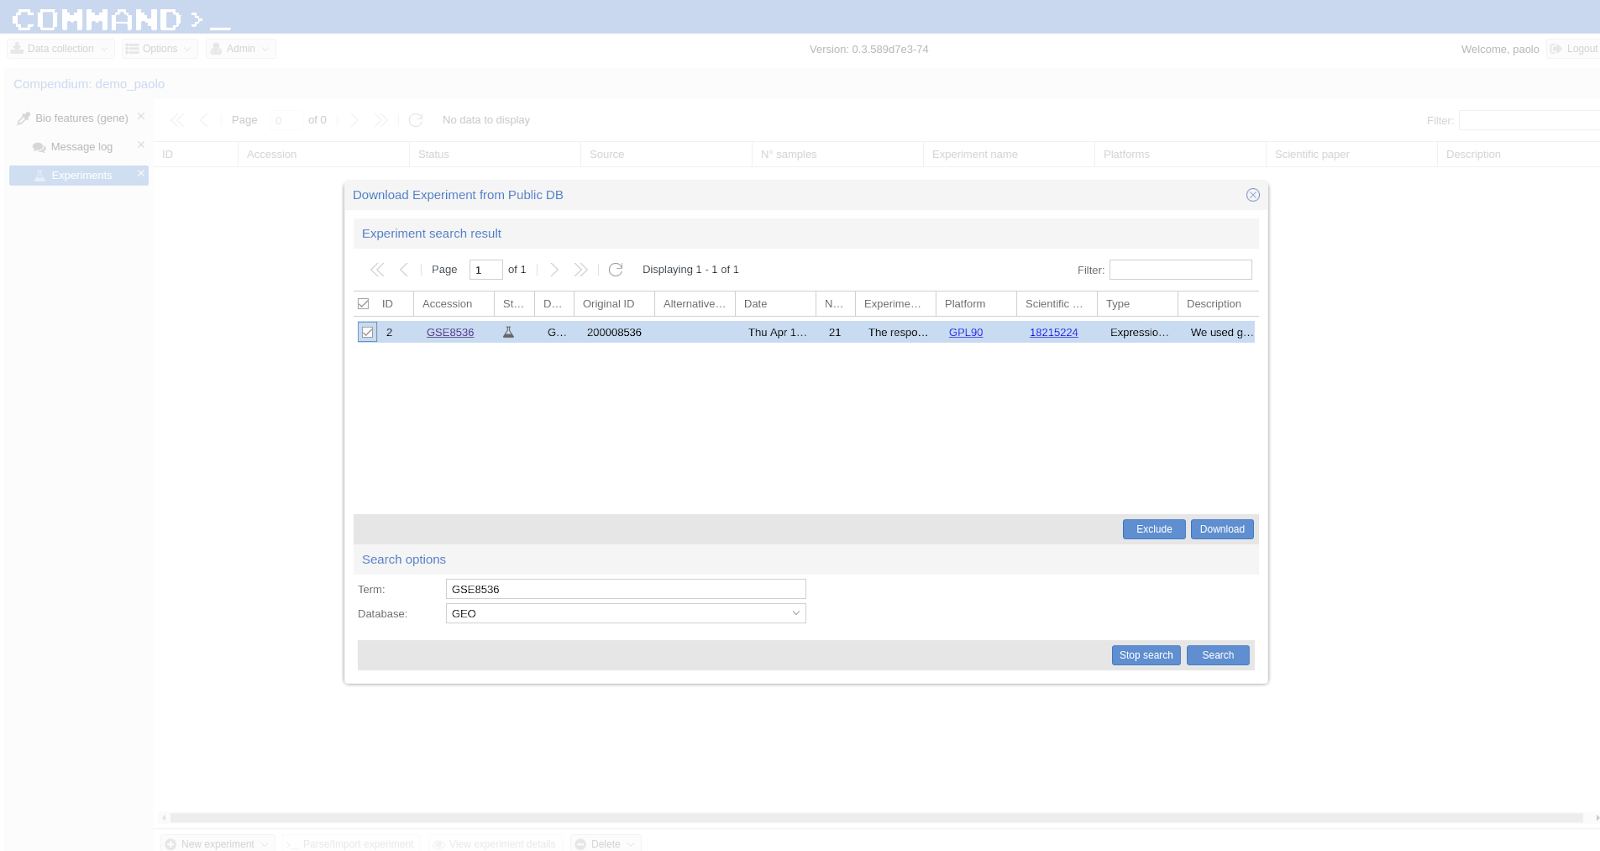 COMMAND>_
Data collection Options Admin Version: 0.3.589d7e3-74 Welcome, paolo Logout
Compendium: demo_paolo
Bio features (gene) Page 0 of 0 No data to display Filter:
Message log
Experiments
ID Accession Status Source N° samples Experiment name Platforms Scientific paper Description
Download Experiment from Public DB
Experiment search result
Page 1 of 1 Displaying 1 - 1 of 1 Filter:
ID Accession St... D... Original ID Alternative... Date N... Experime... Platform Scientific ... Type Description
2 GSE8536 G... 200008536 Thu Apr 1... 21 The respo... GPL90 18215224 Expressio... We used g...
Exclude Download
Search options
Term: GSE8536
Database: GEO
Stop search Search
New experiment Parse/Import experiment View experiment details Delete